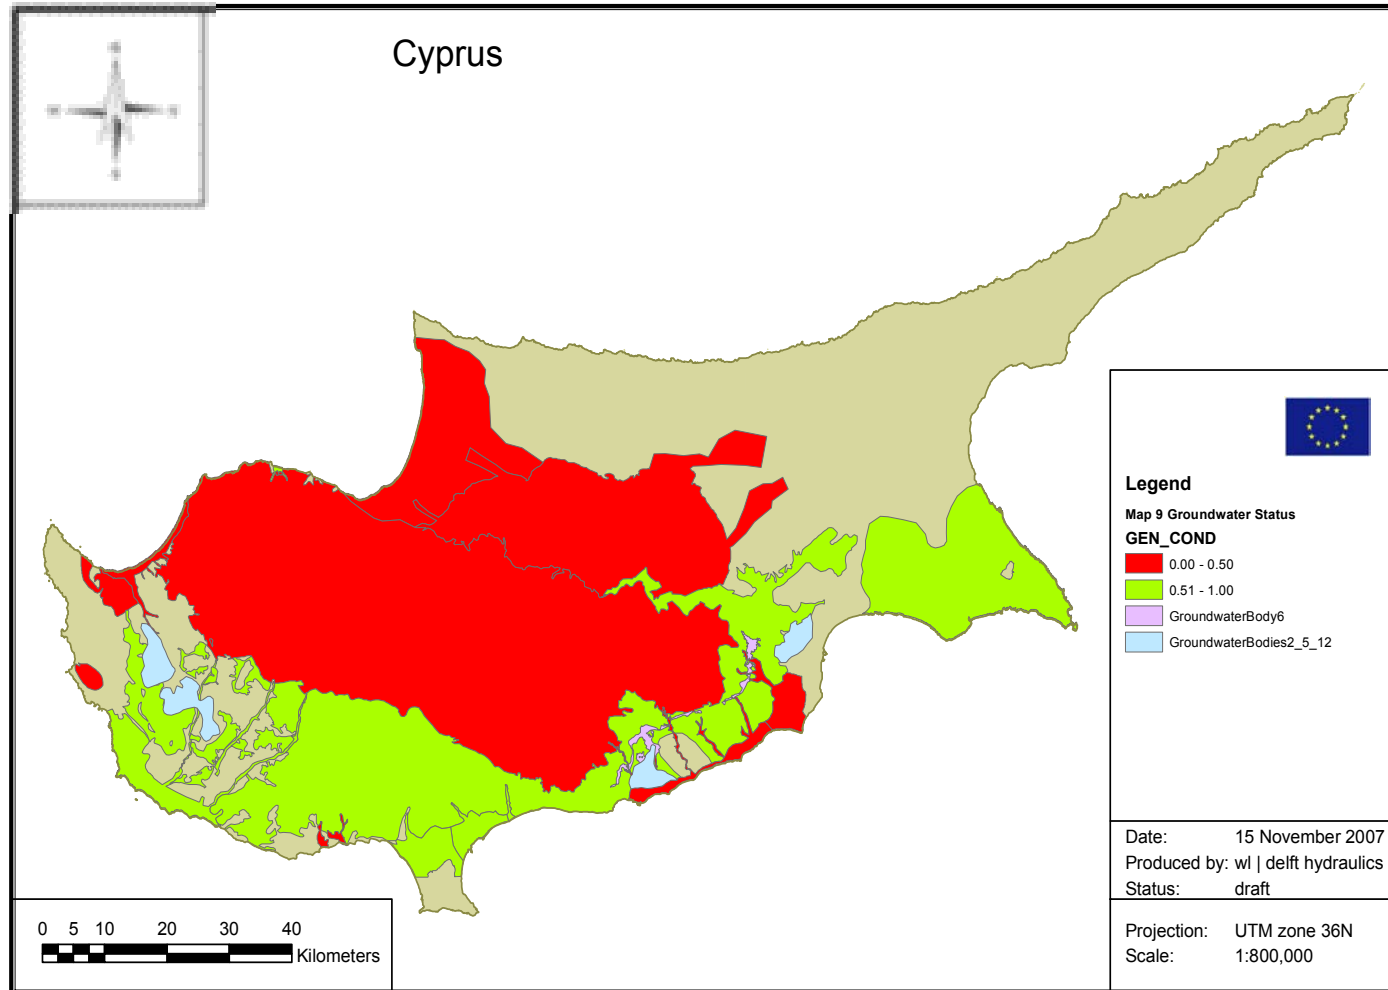 Cyprus
Legend
Map 9 Groundwater Status
GEN_COND
0.00 - 0.50
0.51 - 1.00
GroundwaterBody6
GroundwaterBodies2_5_12
Date: 15 November 2007
Produced by: wl | delft hydraulics
Status: draft
Projection: UTM zone 36N
Scale: 1:800,000
0 5 10 20 30 40
Kilometers